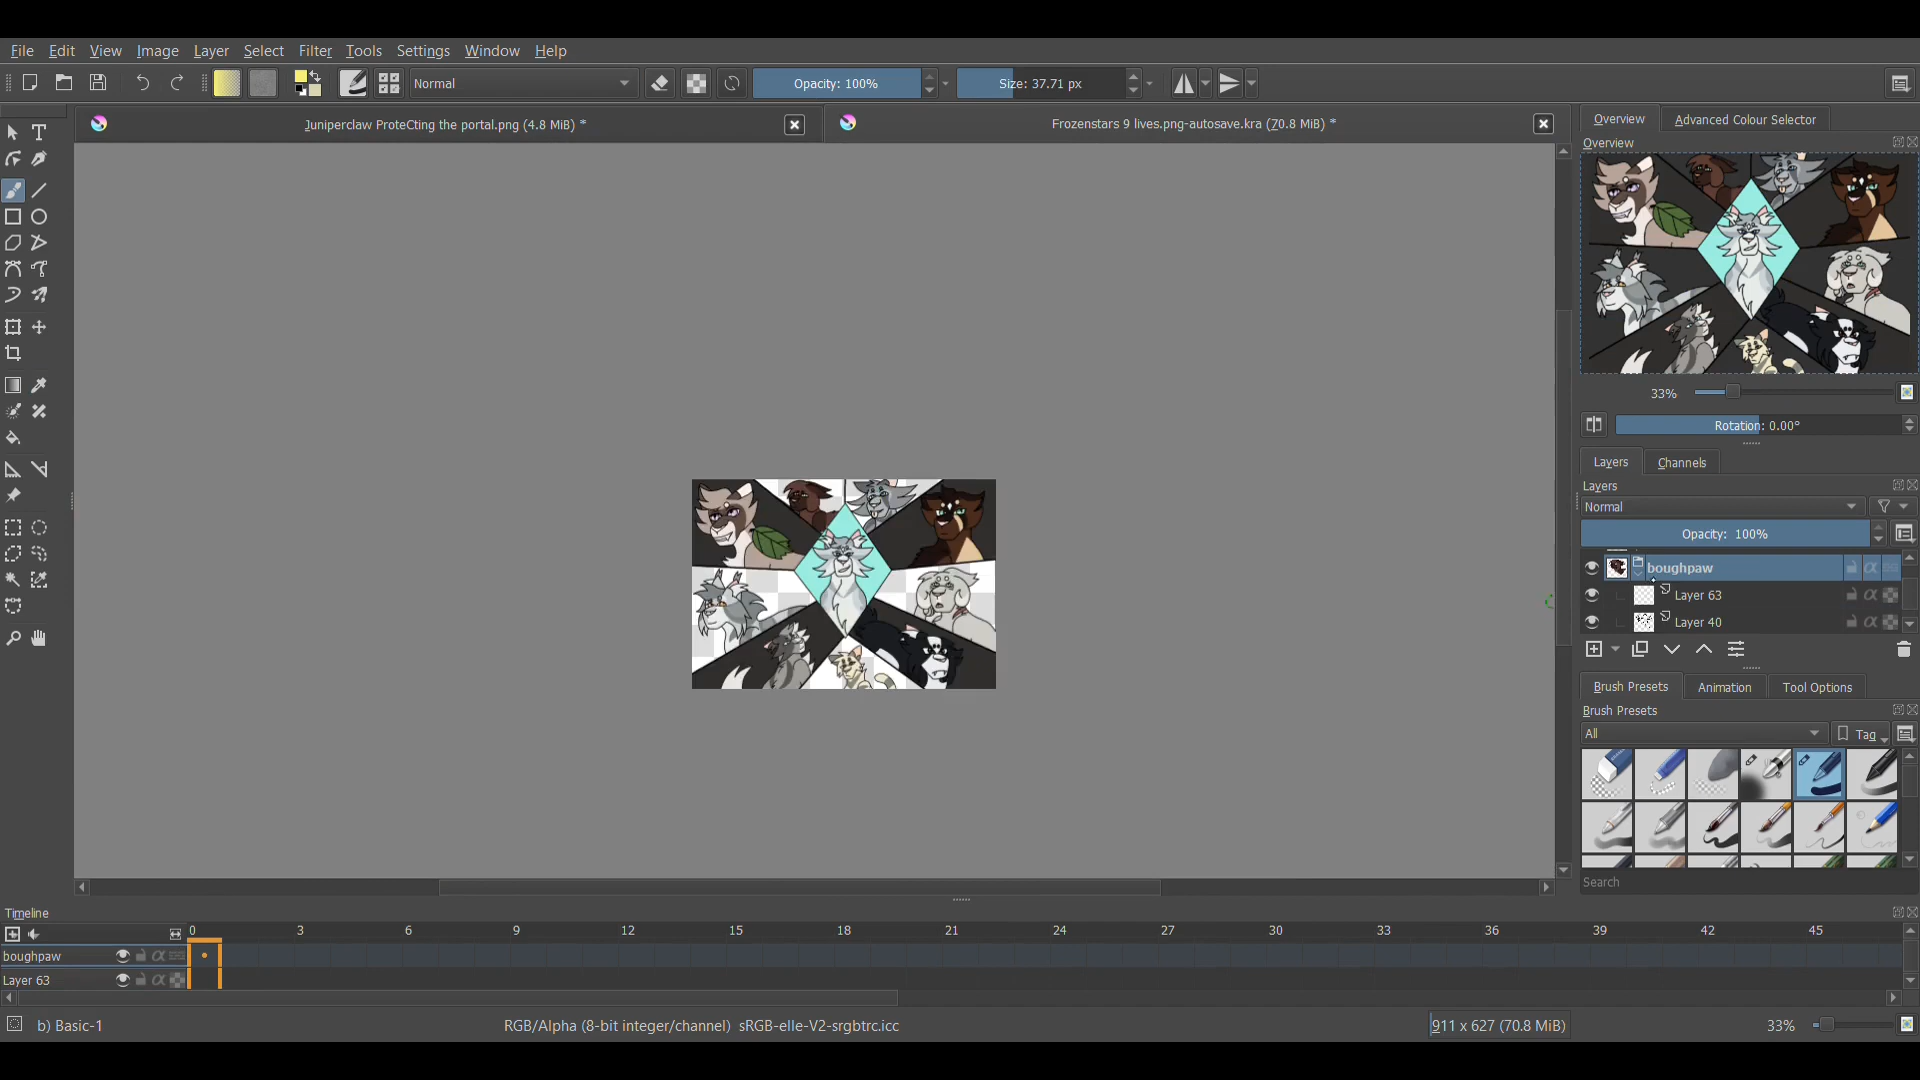 File Edit View Image Layer Select Filter Tools Settings Window Help
Normal Opacity: 100% Size: 37.71 px
Juniperclaw ProteCting the portal.png (4.8 MiB) *
Frozenstars 9 lives.png-autosave.kra (70.8 MiB) *
Overview Advanced Colour Selector
Overview
33%
Rotation: 0.00°
Layers Channels
Layers
Normal
Opacity: 100%
boughpaw
Layer 63
Layer 40
Brush Presets Animation Tool Options
Brush Presets
All Tag
Search
Timeline
0 3 6 9 12 15 18 21 24 27 30 33 36 39 42 45
boughpaw
Layer 63
b) Basic-1 RGB/Alpha (8-bit integer/channel) sRGB-elle-V2-srgbtrc.icc 911 x 627 (70.8 MiB) 33%